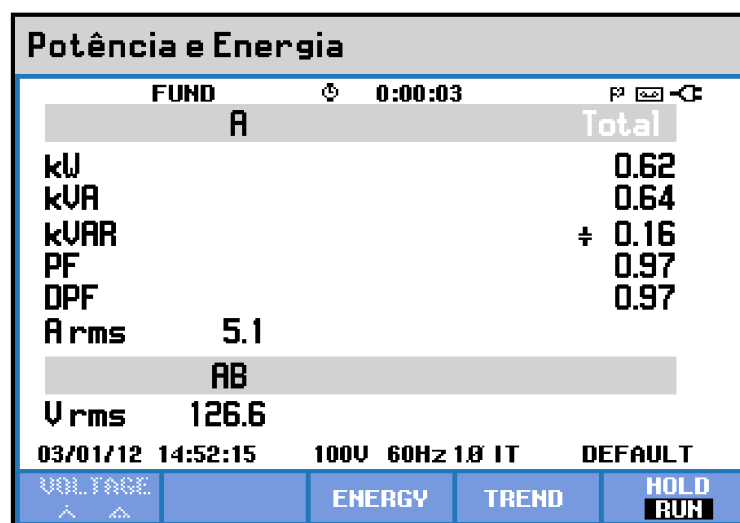 Potência e Energia
FUND 0:00:03
A Total
kW 0.62
kVA 0.64
kVAR 0.16
PF 0.97
DPF 0.97
A rms 5.1
AB
V rms 126.6
03/01/12 14:52:15 100V 60Hz 1Ø IT DEFAULT
VOLTAGE ENERGY TREND HOLD
RUN